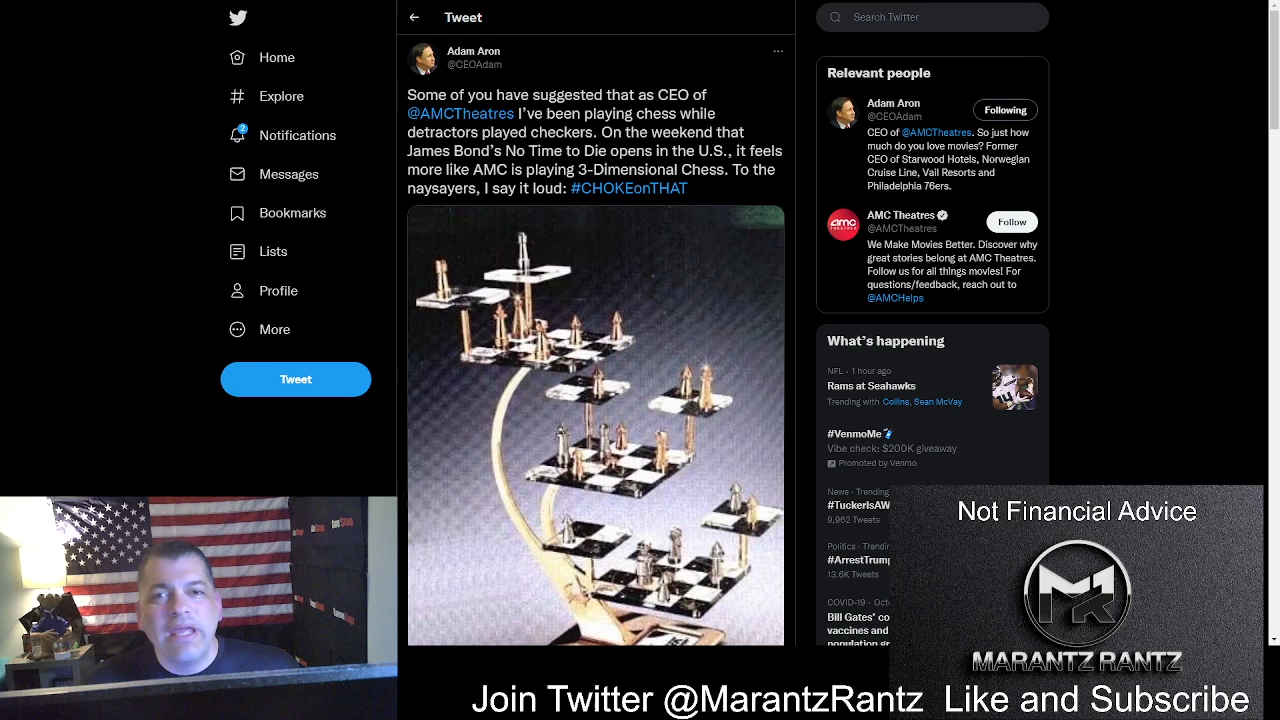 Home
Explore
2
Notifications
Messages
Bookmarks
Lists
Profile
More
Tweet
Tweet
Adam Aron
@CEOAdam
Some of you have suggested that as CEO of
@AMCTheatres I've been playing chess while
detractors played checkers. On the weekend that
James Bond's No Time to Die opens in the U.S., it feels
more like AMC is playing 3-Dimensional Chess. To the
naysayers, I say it loud: #CHOKEonTHAT
Search Twitter
Relevant people
Adam Aron
@CEOAdam
Following
CEO of @AMCTheatres. So just how
much do you love movies? Former
CEO of Starwood Hotels, Norwegian
Cruise Line, Vail Resorts and
Philadelphia 76ers.
amc
THEATRES
AMC Theatres
@AMCTheatres
Follow
We Make Movies Better. Discover why
great stories belong at AMC Theatres.
Follow us for all things movies! For
questions/feedback, reach out to
@AMCHelps
What's happening
NFL · 1 hour ago
Rams at Seahawks
Trending with Collins, Sean McVay
#VenmoMe
Vibe check: $200K giveaway
Promoted by Venmo
News · Trending
#TuckerIsAW
9,962 Tweets
Politics · Trendin
#ArrestTrump
13.6K Tweets
COVID-19 · Oct
Bill Gates' co
vaccines and
population gr
Not Financial Advice
MR
MARANTZ RANTZ
Join Twitter @MarantzRantz Like and Subscribe